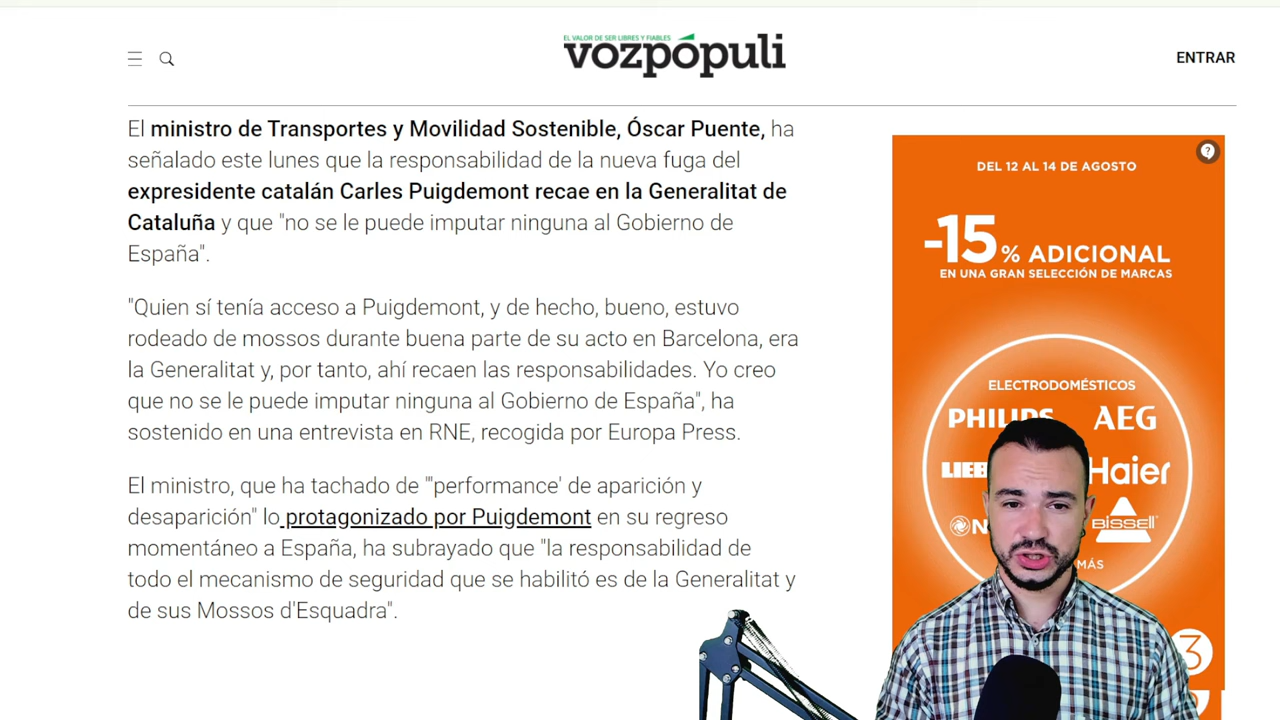 EL VALOR DE SER LIBRES Y FIABLES
vozpópuli
ENTRAR
El ministro de Transportes y Movilidad Sostenible, Óscar Puente, ha
señalado este lunes que la responsabilidad de la nueva fuga del
expresidente catalán Carles Puigdemont recae en la Generalitat de
Cataluña y que "no se le puede imputar ninguna al Gobierno de
España".
"Quien sí tenía acceso a Puigdemont, y de hecho, bueno, estuvo
rodeado de mossos durante buena parte de su acto en Barcelona, era
la Generalitat y, por tanto, ahí recaen las responsabilidades. Yo creo
que no se le puede imputar ninguna al Gobierno de España", ha
sostenido en una entrevista en RNE, recogida por Europa Press.
El ministro, que ha tachado de "'performance' de aparición y
desaparición" lo protagonizado por Puigdemont en su regreso
momentáneo a España, ha subrayado que "la responsabilidad de
todo el mecanismo de seguridad que se habilitó es de la Generalitat y
de sus Mossos d'Esquadra".
?
DEL 12 AL 14 DE AGOSTO
-15% ADICIONAL
EN UNA GRAN SELECCIÓN DE MARCAS
ELECTRODOMÉSTICOS
PHILIPS AEG
Haier
BISSELL
MÁS
3